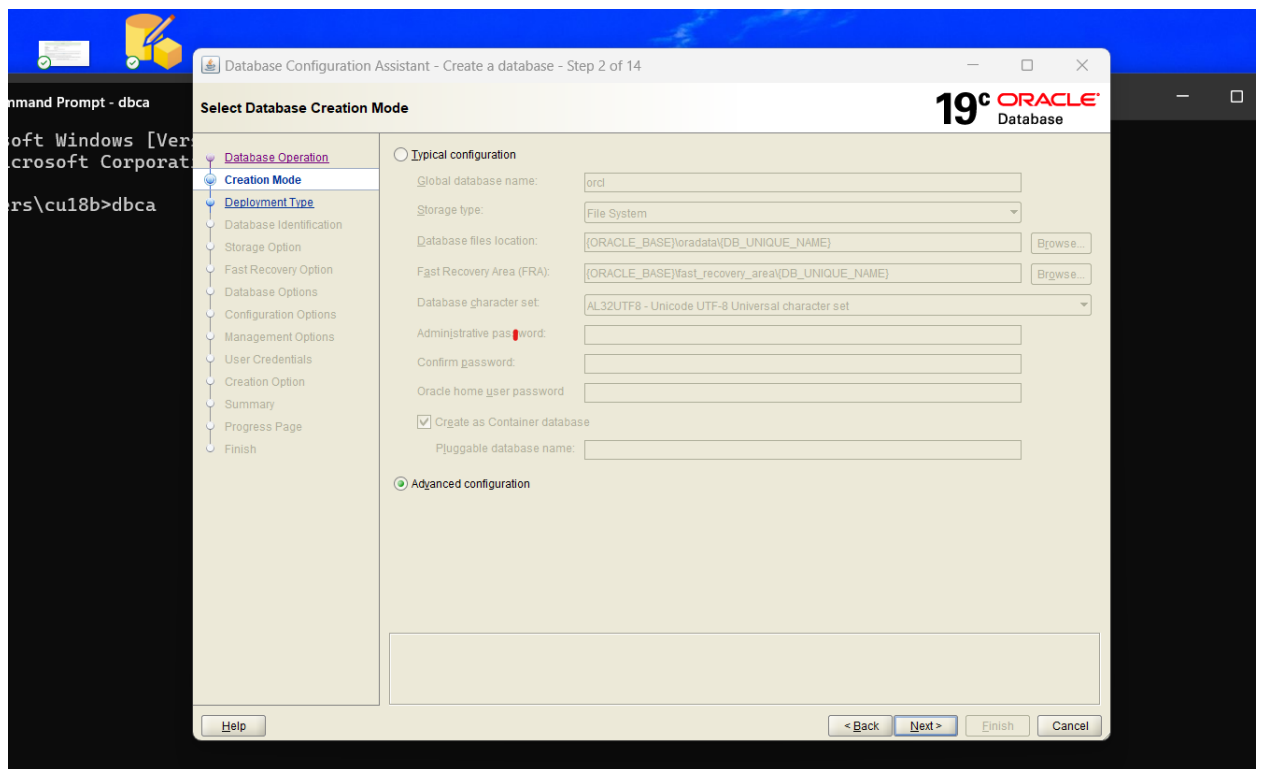 Database Configuration Assistant - Create a database - Step 2 of 14
mmand Prompt - dbca
Select Database Creation Mode
19c ORACLE
Database
soft Windows [Ver
crosoft Corporat
ers\cu18b>dbca
Database Operation
Creation Mode
Deployment Type
Database Identification
Storage Option
Fast Recovery Option
Database Options
Configuration Options
Management Options
User Credentials
Creation Option
Summary
Progress Page
Finish
Typical configuration
Global database name: orcl
Storage type: File System
Database files location: {ORACLE_BASE}\oradata\{DB_UNIQUE_NAME} Browse...
Fast Recovery Area (FRA): {ORACLE_BASE}\fast_recovery_area\{DB_UNIQUE_NAME} Browse...
Database character set: AL32UTF8 - Unicode UTF-8 Universal character set
Administrative password:
Confirm password:
Oracle home user password
Create as Container database
Pluggable database name:
Advanced configuration
Help
< Back
Next >
Finish
Cancel